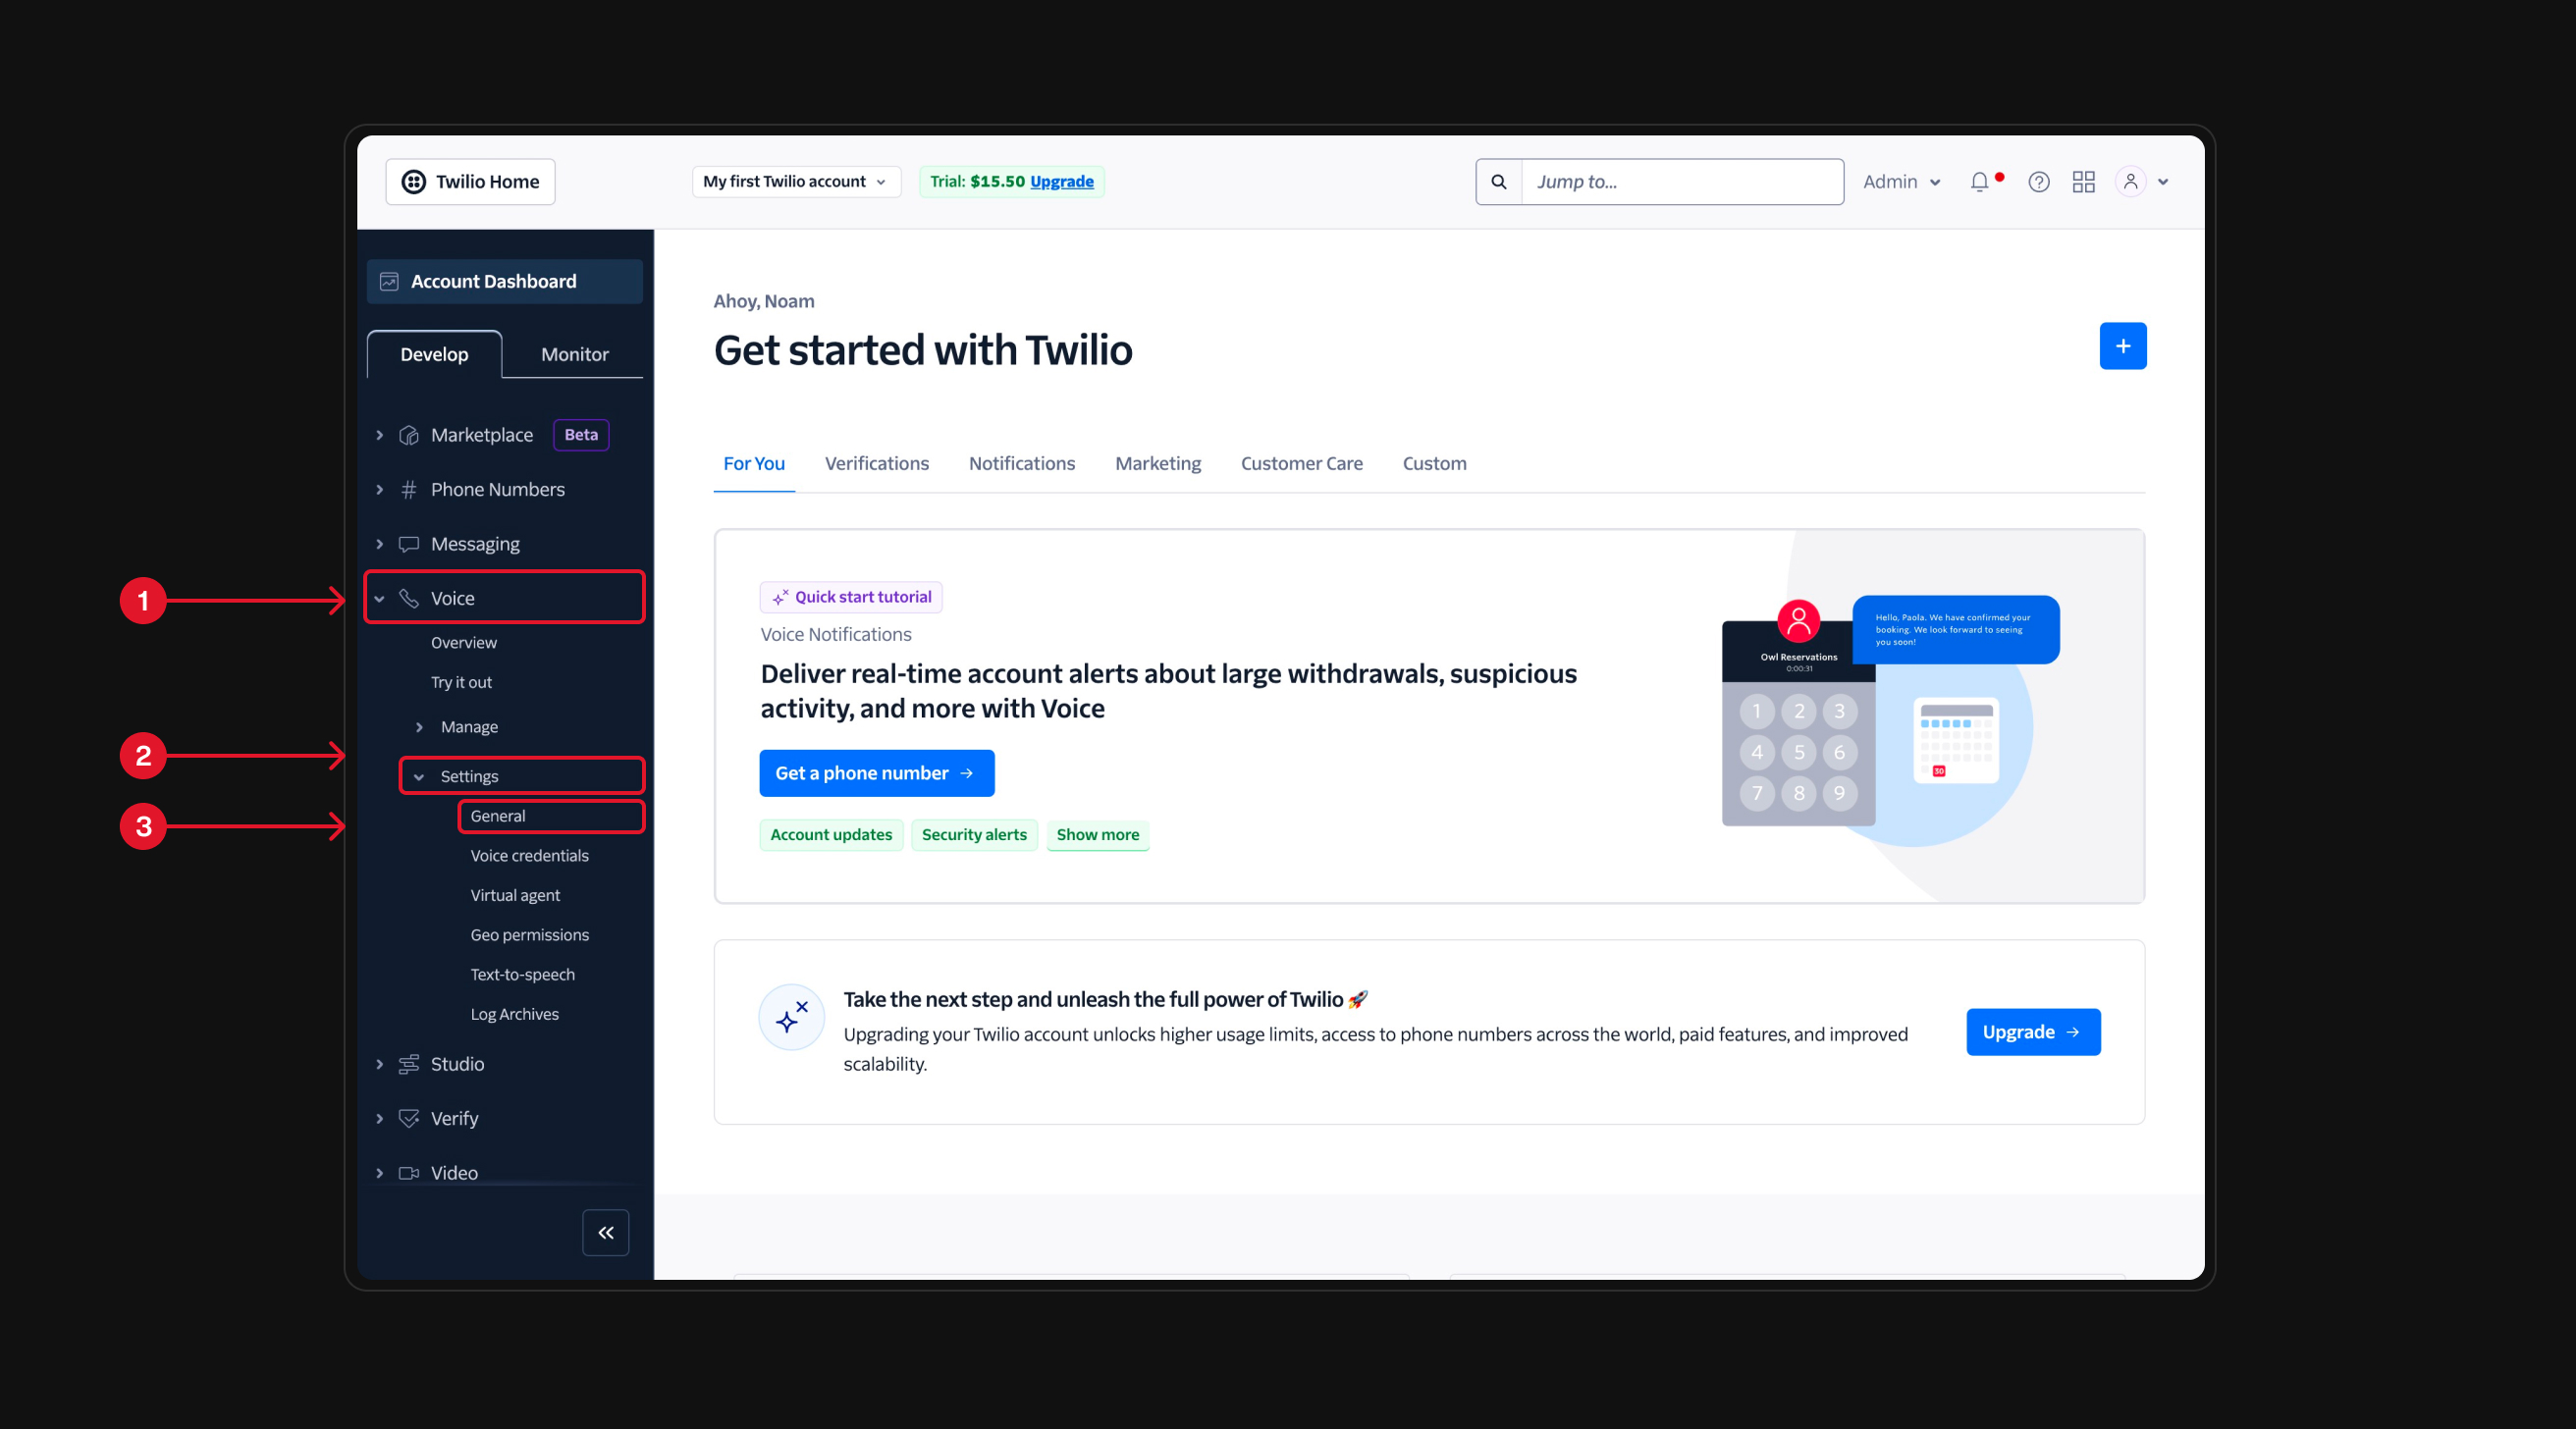 Twilio Home
My first Twilio account
Trial: $15.50 Upgrade
Jump to...
Admin
Account Dashboard
Develop
Monitor
Marketplace
Beta
Phone Numbers
Messaging
1
Voice
Overview
Try it out
Manage
2
Settings
3
General
Voice credentials
Virtual agent
Geo permissions
Text-to-speech
Log Archives
Studio
Verify
Video
Ahoy, Noam
Get started with Twilio
+
For You
Verifications
Notifications
Marketing
Customer Care
Custom
Quick start tutorial
Voice Notifications
Deliver real-time account alerts about large withdrawals, suspicious
activity, and more with Voice
Get a phone number →
Account updates
Security alerts
Show more
Hello, Paola. We have confirmed your
booking. We look forward to seeing
you soon!
Owl Reservations
0:00:31
1 2 3
4 5 6
7 8 9
30
Take the next step and unleash the full power of Twilio 🚀
Upgrading your Twilio account unlocks higher usage limits, access to phone numbers across the world, paid features, and improved
scalability.
Upgrade →